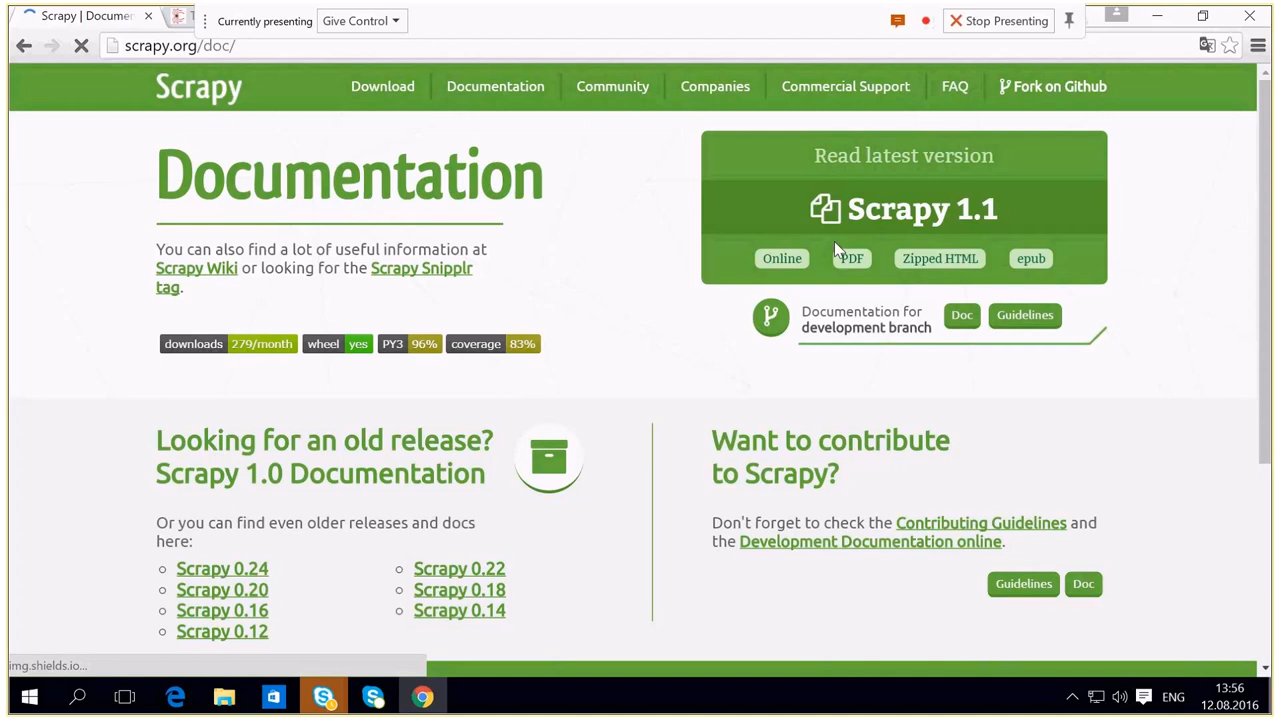 Scrapy | Documen
Currently presenting
Give Control
Stop Presenting
scrapy.org/doc/
Scrapy
Download
Documentation
Community
Companies
Commercial Support
FAQ
Fork on Github
Documentation
You can also find a lot of useful information at
Scrapy Wiki or looking for the Scrapy Snipplr
tag.
downloads 279/month
wheel yes
PY3 96%
coverage 83%
Read latest version
Scrapy 1.1
Online
PDF
Zipped HTML
epub
Documentation for
development branch
Doc
Guidelines
Looking for an old release?
Scrapy 1.0 Documentation
Or you can find even older releases and docs
here:
Scrapy 0.24
Scrapy 0.22
Scrapy 0.20
Scrapy 0.18
Scrapy 0.16
Scrapy 0.14
Scrapy 0.12
Want to contribute
to Scrapy?
Don't forget to check the Contributing Guidelines and
the Development Documentation online.
Guidelines
Doc
img.shields.io...
ENG
13:56
12.08.2016